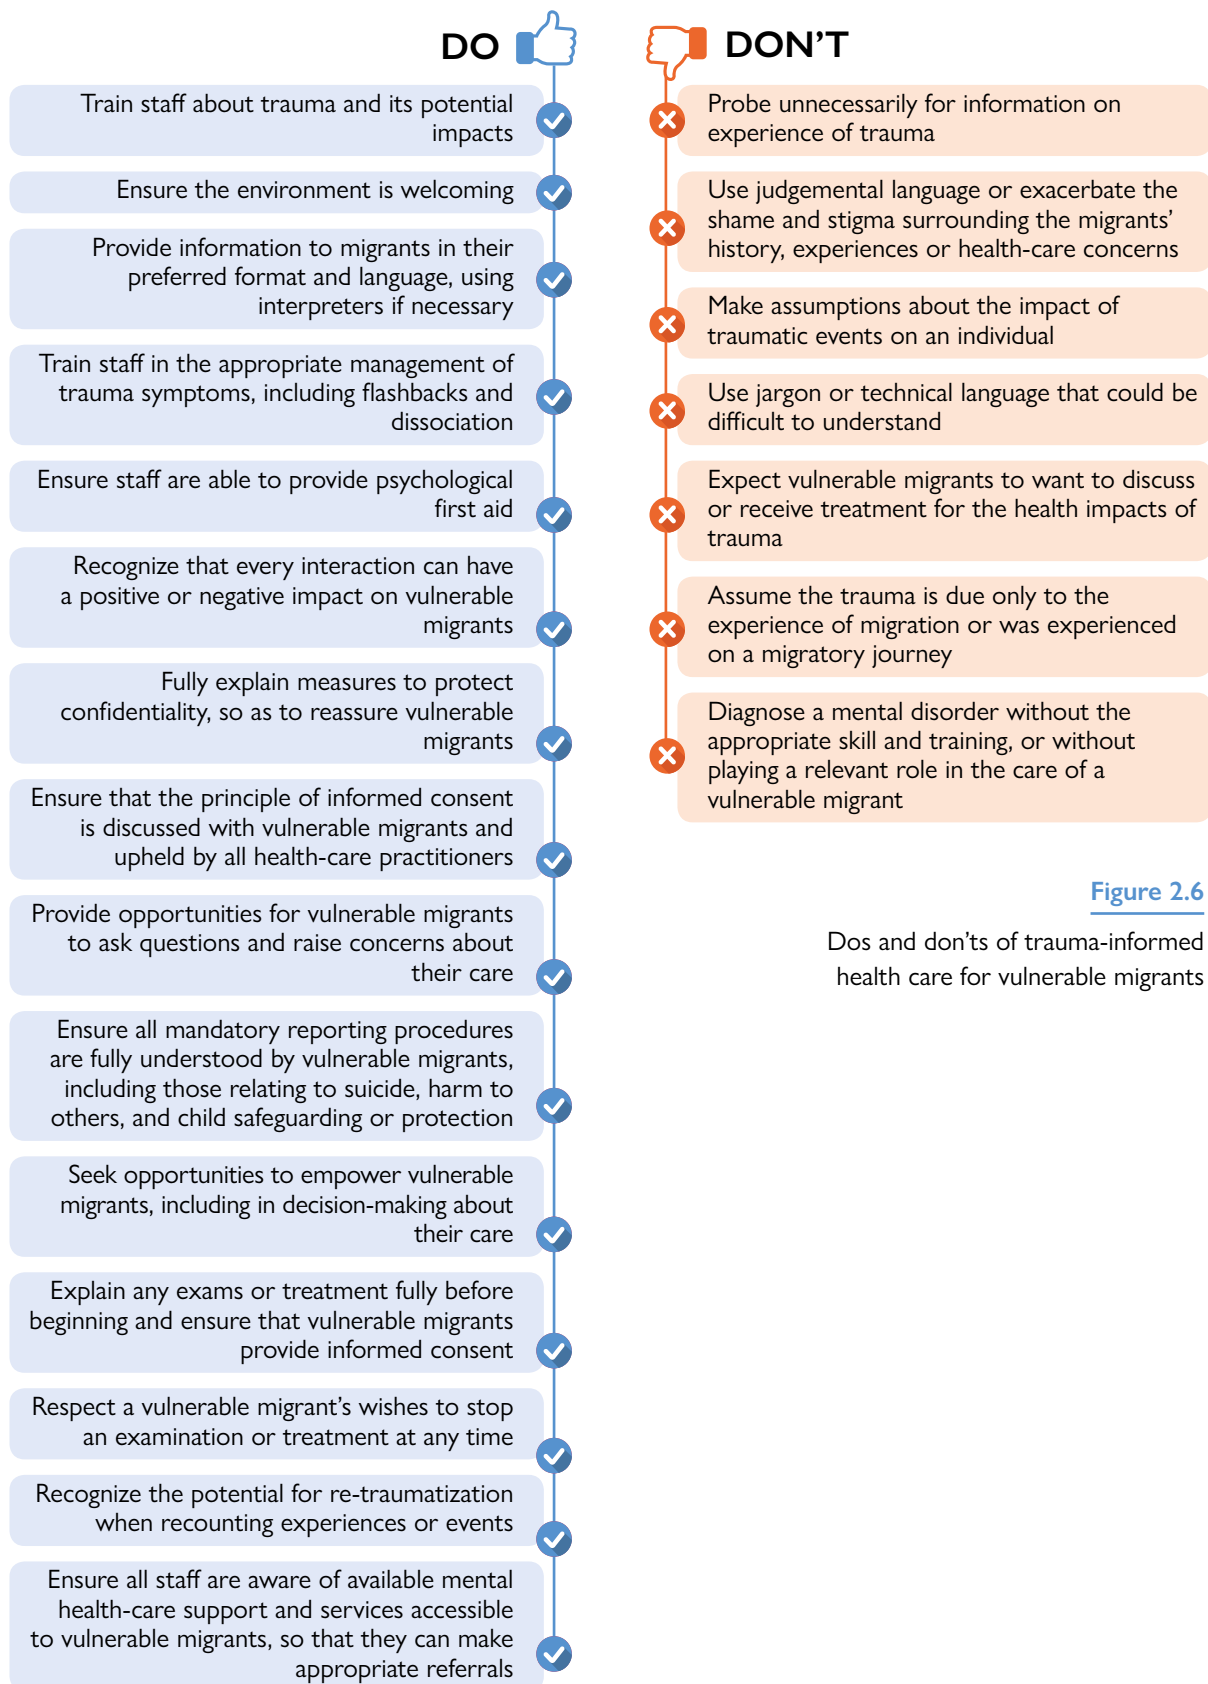 DO
Train staff about trauma and its potential
impacts
Ensure the environment is welcoming
Provide information to migrants in their
preferred format and language, using
interpreters if necessary
Train staff in the appropriate management of
trauma symptoms, including flashbacks and
dissociation
Ensure staff are able to provide psychological
first aid
Recognize that every interaction can have
a positive or negative impact on vulnerable
migrants
Fully explain measures to protect
confidentiality, so as to reassure vulnerable
migrants
Ensure that the principle of informed consent
is discussed with vulnerable migrants and
upheld by all health-care practitioners
Provide opportunities for vulnerable migrants
to ask questions and raise concerns about
their care
Ensure all mandatory reporting procedures
are fully understood by vulnerable migrants,
including those relating to suicide, harm to
others, and child safeguarding or protection
Seek opportunities to empower vulnerable
migrants, including in decision-making about
their care
Explain any exams or treatment fully before
beginning and ensure that vulnerable migrants
provide informed consent
Respect a vulnerable migrant’s wishes to stop
an examination or treatment at any time
Recognize the potential for re-traumatization
when recounting experiences or events
Ensure all staff are aware of available mental
health-care support and services accessible
to vulnerable migrants, so that they can make
appropriate referrals
DON’T
Probe unnecessarily for information on
experience of trauma
Use judgemental language or exacerbate the
shame and stigma surrounding the migrants’
history, experiences or health-care concerns
Make assumptions about the impact of
traumatic events on an individual
Use jargon or technical language that could be
difficult to understand
Expect vulnerable migrants to want to discuss
or receive treatment for the health impacts of
trauma
Assume the trauma is due only to the
experience of migration or was experienced
on a migratory journey
Diagnose a mental disorder without the
appropriate skill and training, or without
playing a relevant role in the care of a
vulnerable migrant
Figure 2.6
Dos and don’ts of trauma-informed
health care for vulnerable migrants